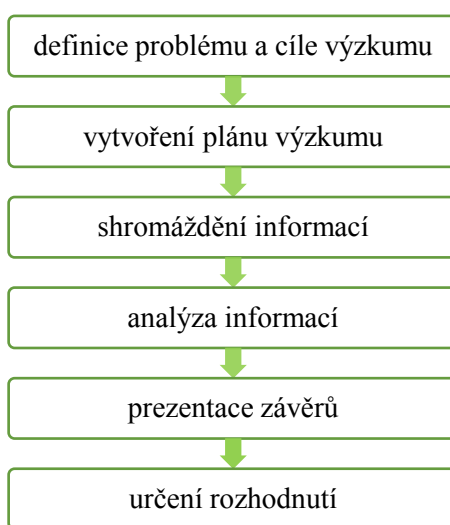 definice problému a cíle výzkumu
vytvoření plánu výzkumu
shromáždění informací
analýza informací
prezentace závěrů
určení rozhodnutí